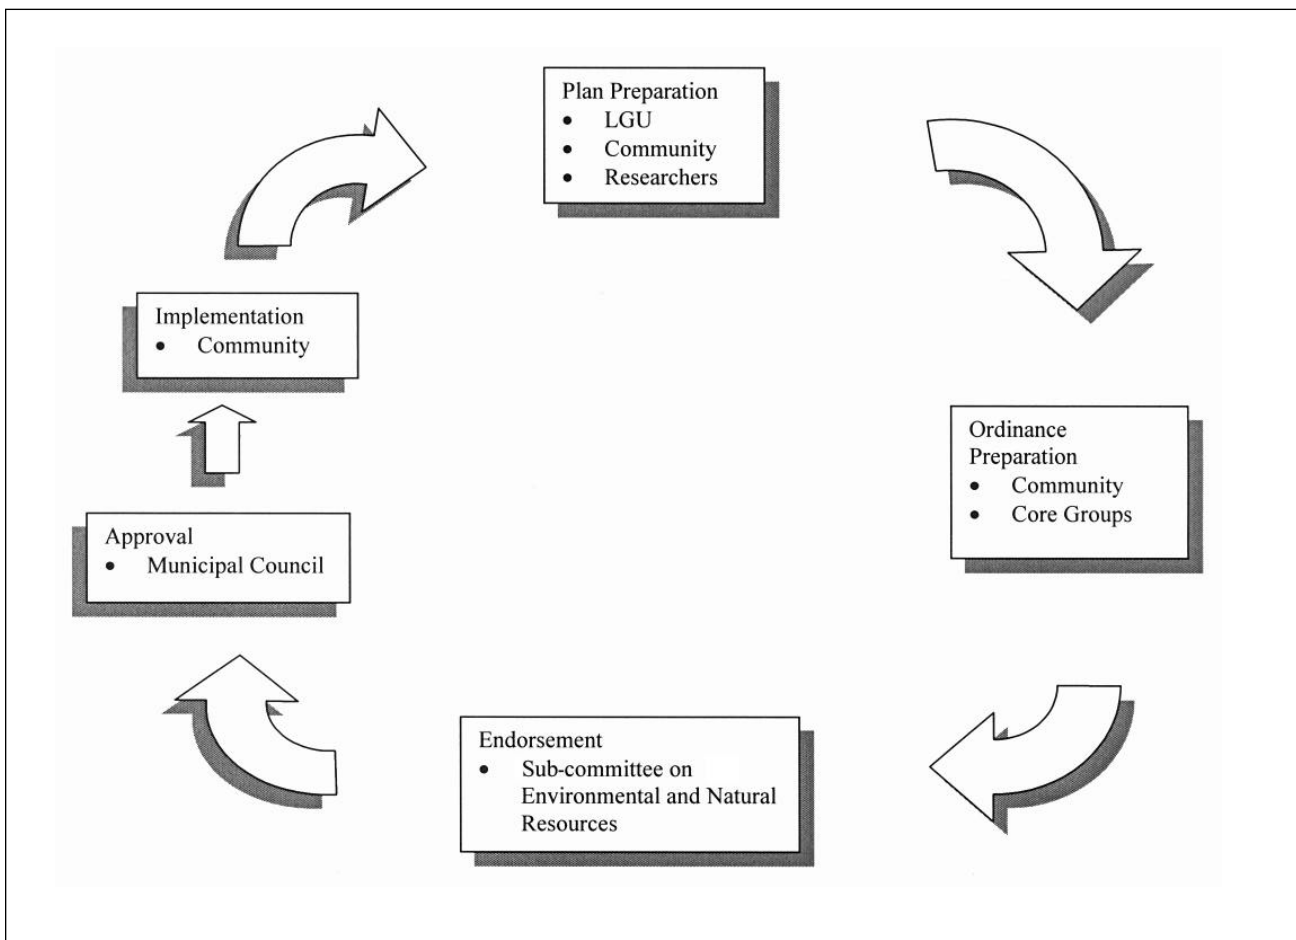 Plan Preparation
• LGU
• Community
• Researchers
Ordinance
Preparation
• Community
• Core Groups
Endorsement
• Sub-committee on
Environmental and Natural
Resources
Approval
• Municipal Council
Implementation
• Community